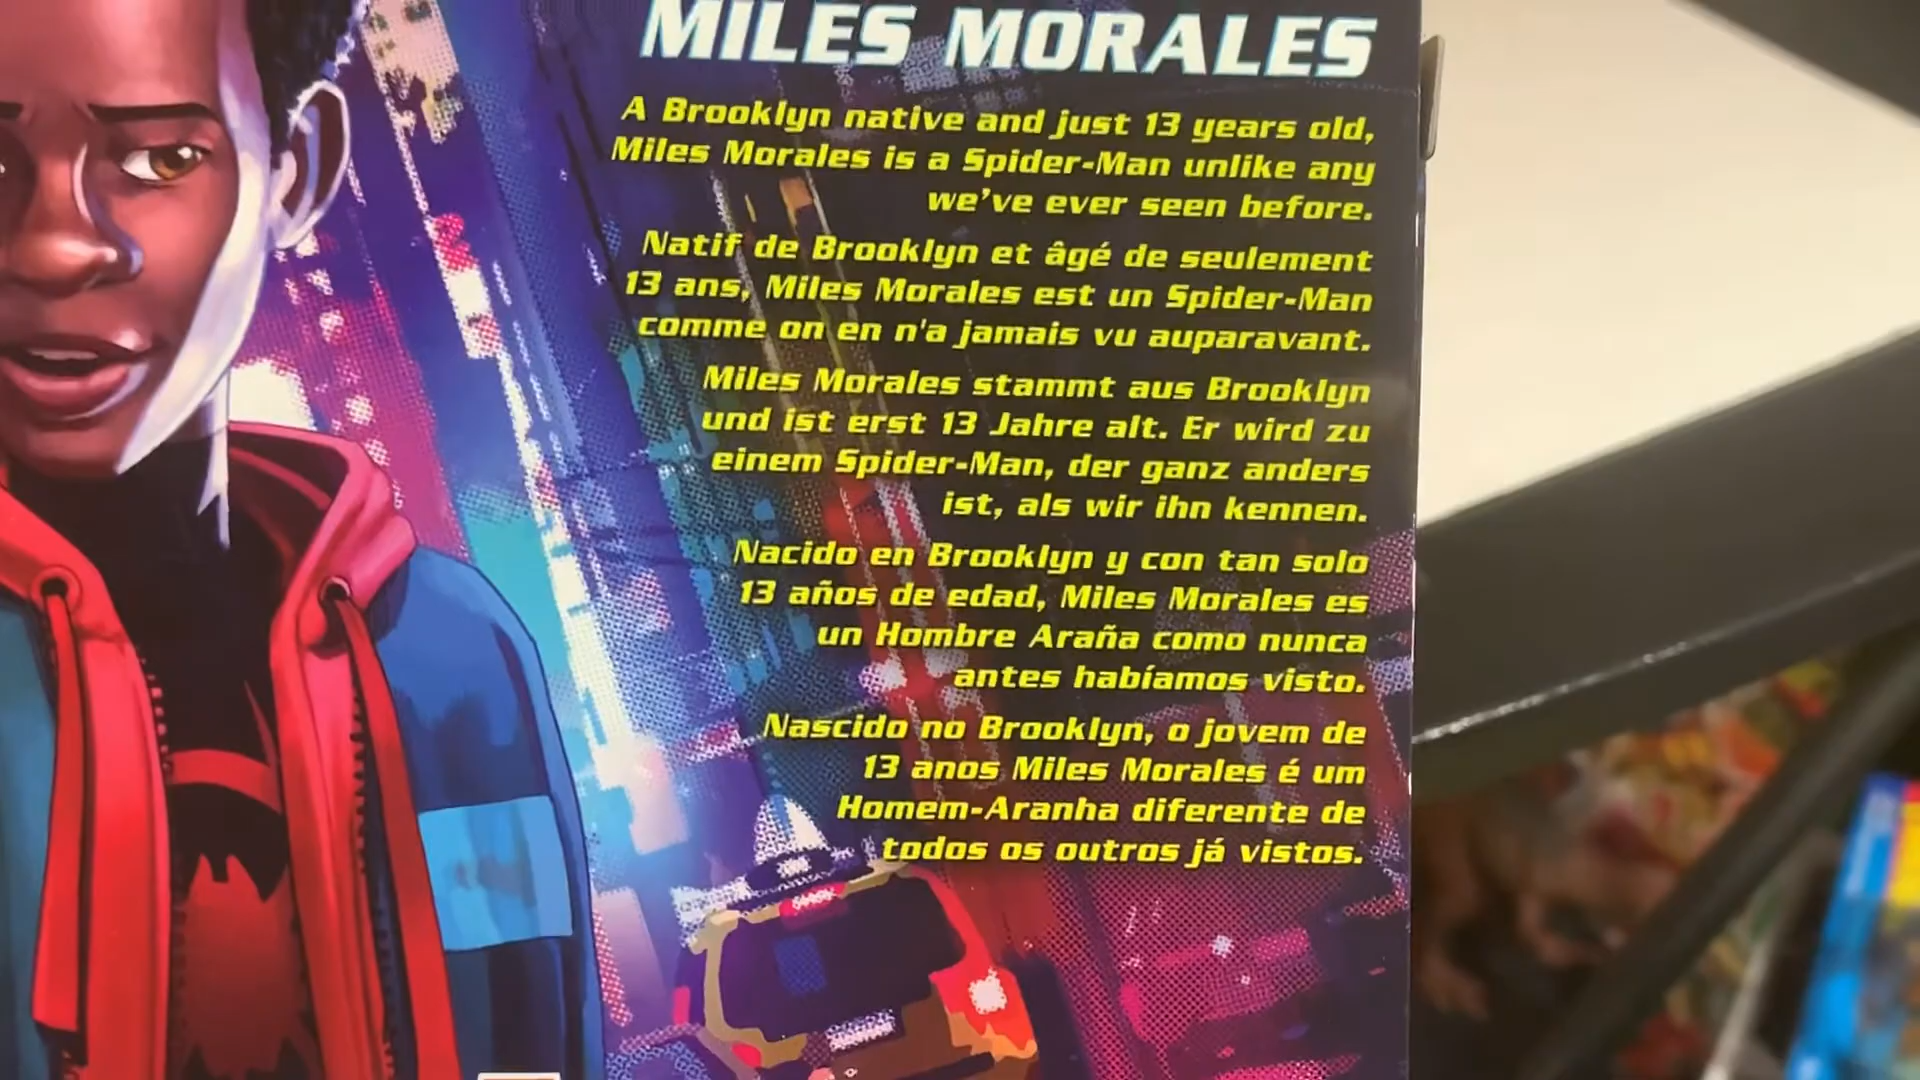 MILES MORALES
A Brooklyn native and just 13 years old,
Miles Morales is a Spider-Man unlike any
we've ever seen before.
Natif de Brooklyn et âgé de seulement
13 ans, Miles Morales est un Spider-Man
comme on en n'a jamais vu auparavant.
Miles Morales stammt aus Brooklyn
und ist erst 13 Jahre alt. Er wird zu
einem Spider-Man, der ganz anders
ist, als wir ihn kennen.
Nacido en Brooklyn y con tan solo
13 años de edad, Miles Morales es
un Hombre Araña como nunca
antes habíamos visto.
Nascido no Brooklyn, o jovem de
13 anos Miles Morales é um
Homem-Aranha diferente de
todos os outros já vistos.